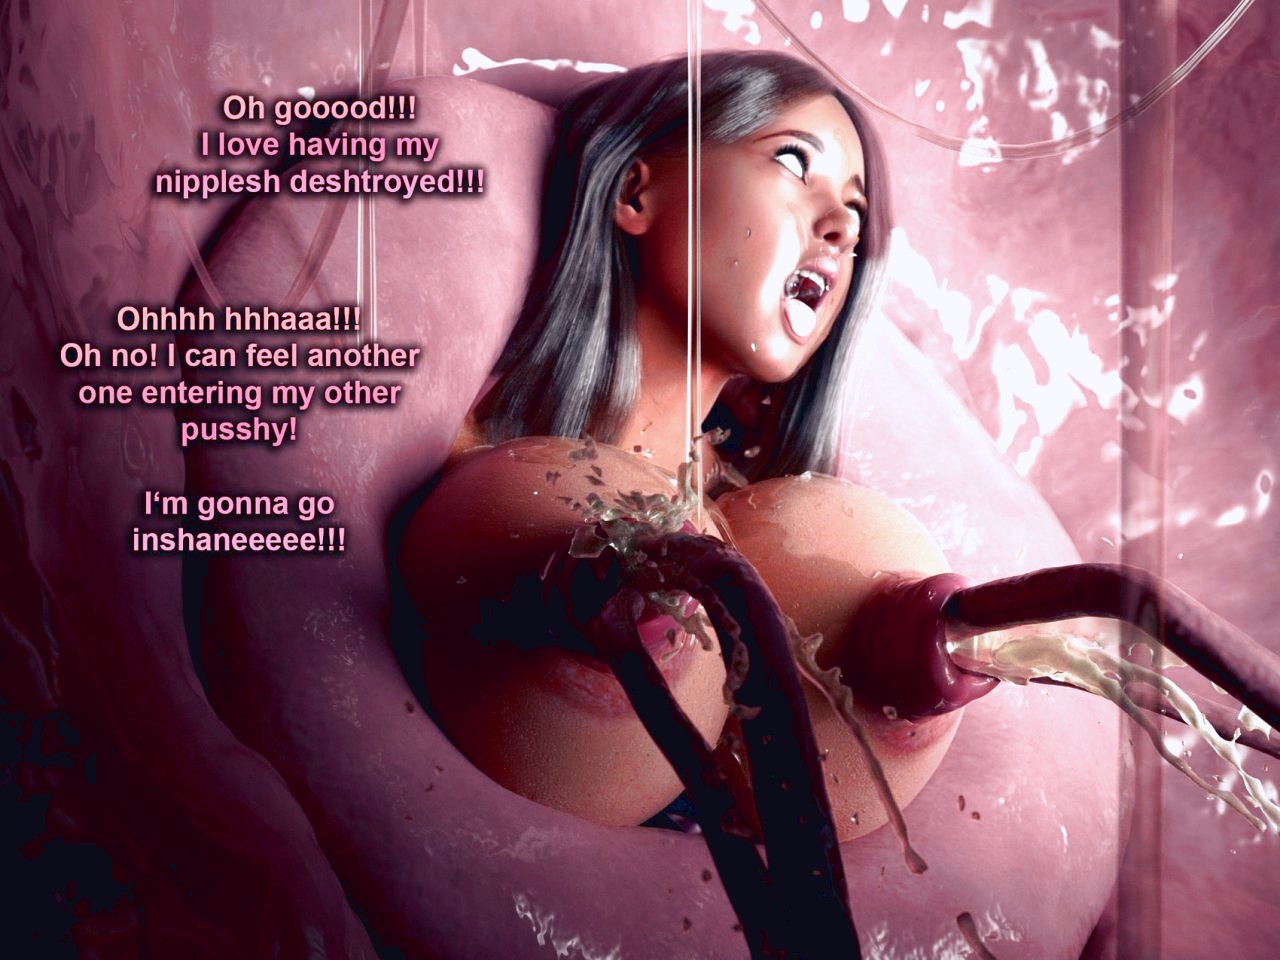 Oh gooood!!!
I love having my
nipplesh deshtroyed!!!
Ohhhh hhhaaa!!!
Oh no! I can feel another
one entering my other
pusshy!
I‘m gonna go
inshaneeeee!!!